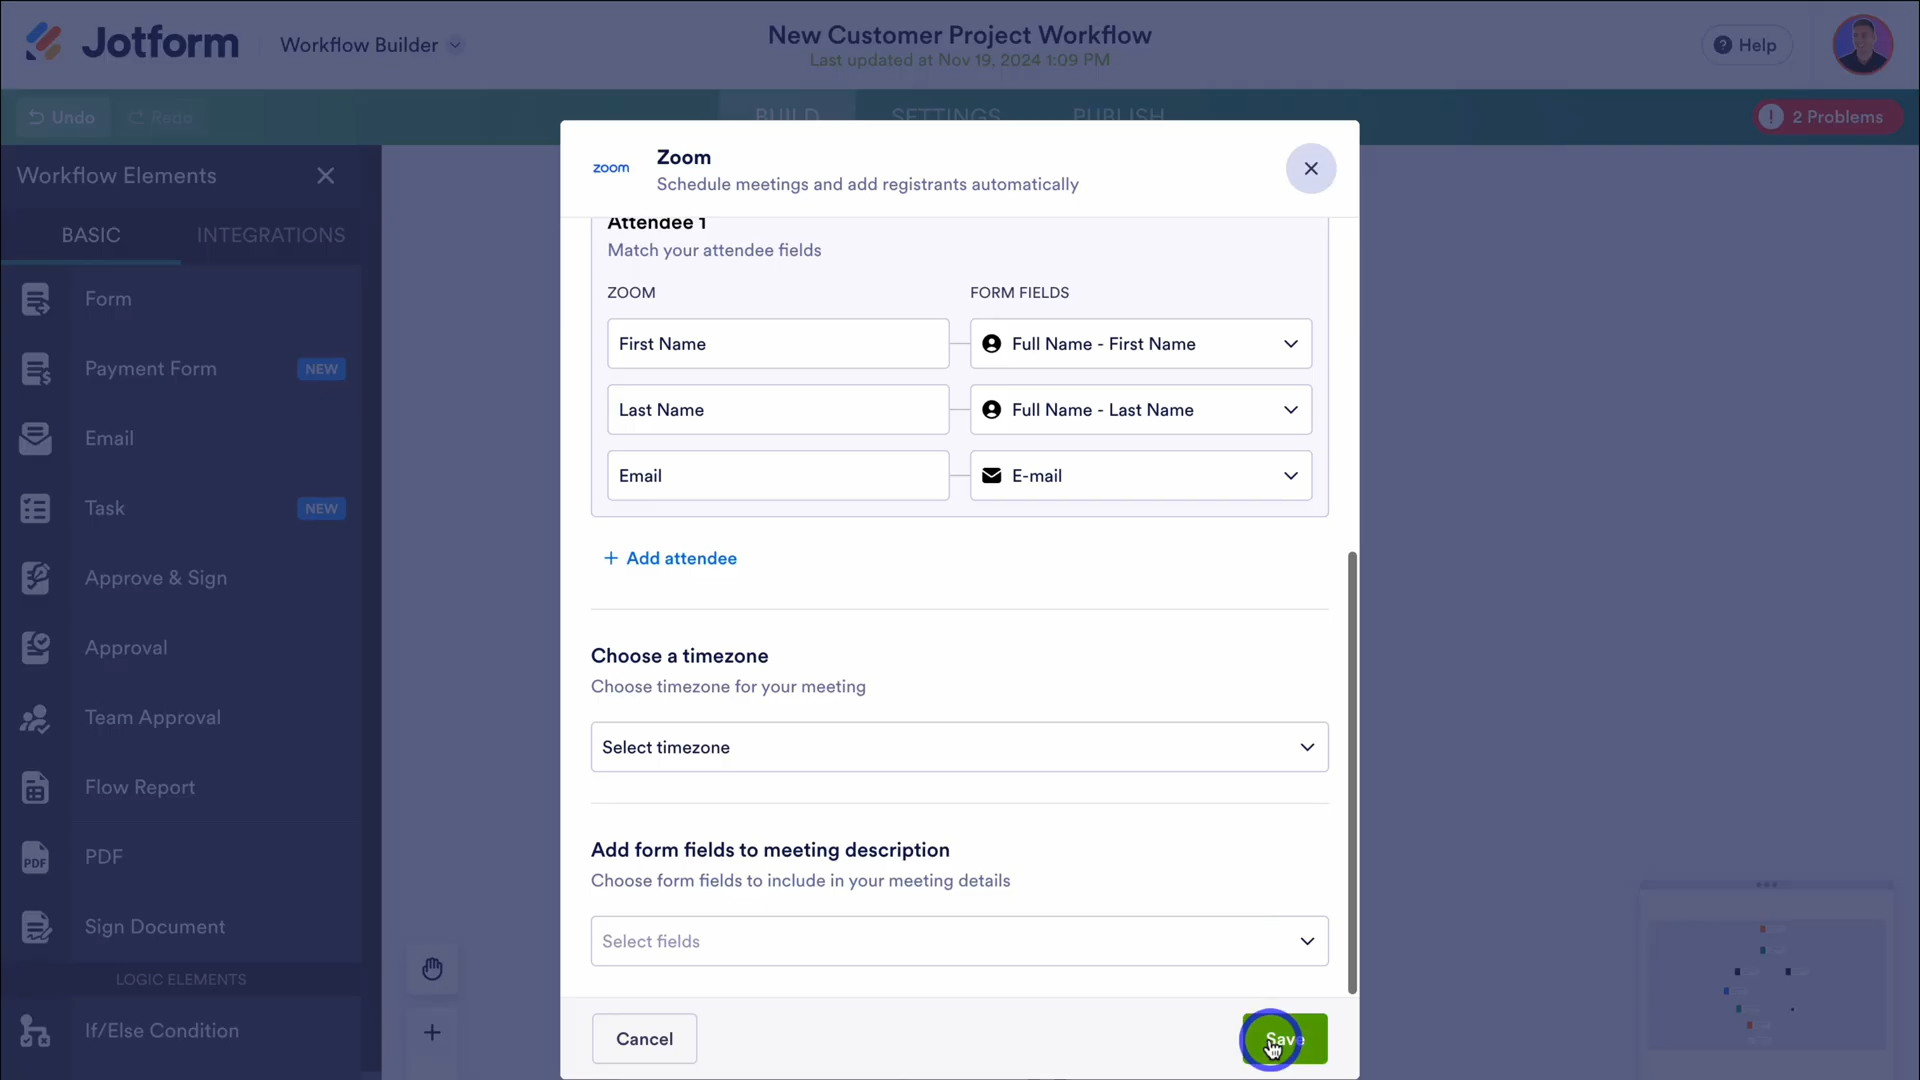 Jotform
Workflow Builder
New Customer Project Workflow
Last updated at Nov 19, 2024 1:09 PM
Help
Undo
Redo
BUILD
SETTINGS
PUBLISH
2 Problems
Workflow Elements
BASIC
INTEGRATIONS
Form
Payment Form
NEW
Email
Task
NEW
Approve & Sign
Approval
Team Approval
Flow Report
PDF
PDF
Sign Document
LOGIC ELEMENTS
If/Else Condition
zoom
Zoom
Schedule meetings and add registrants automatically
Attendee 1
Match your attendee fields
ZOOM
FORM FIELDS
First Name
Full Name - First Name
Last Name
Full Name - Last Name
Email
E-mail
+ Add attendee
Choose a timezone
Choose timezone for your meeting
Select timezone
Add form fields to meeting description
Choose form fields to include in your meeting details
Select fields
Cancel
Save